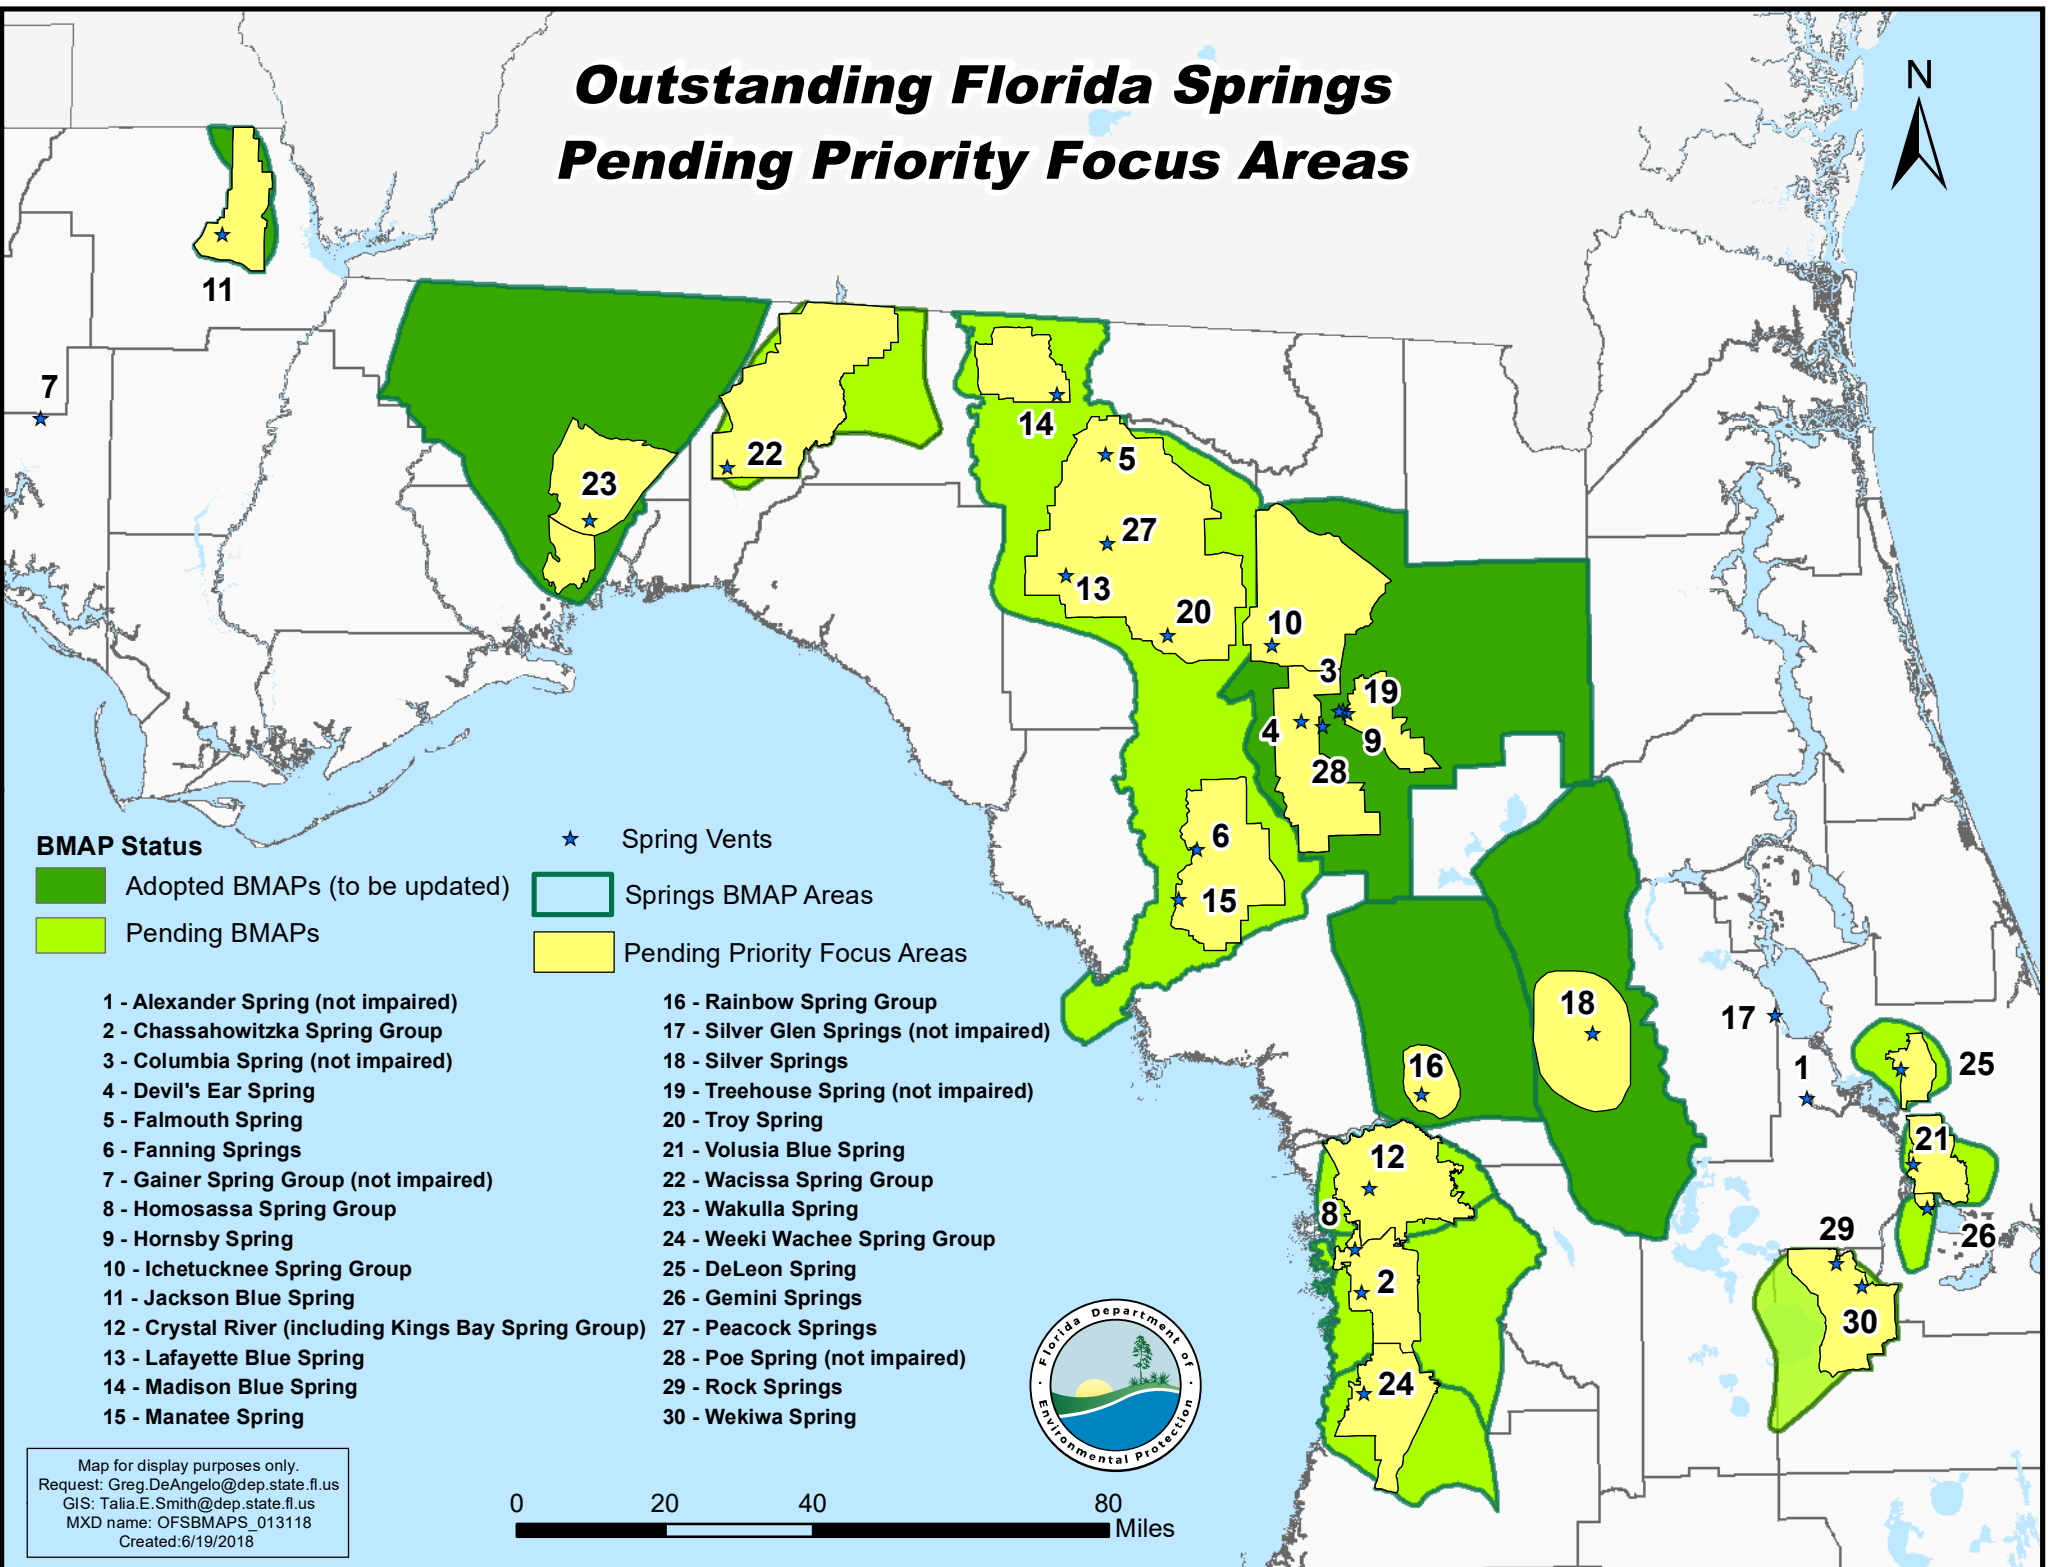 Outstanding Florida Springs
Pending Priority Focus Areas
N
11
7
23
22
14
5
27
13
20
10
3
19
4
9
28
6
15
18
17
16
1
25
12
21
8
29
26
2
30
24
BMAP Status
Adopted BMAPs (to be updated)
Pending BMAPs
Spring Vents
Springs BMAP Areas
Pending Priority Focus Areas
1 - Alexander Spring (not impaired)
2 - Chassahowitzka Spring Group
3 - Columbia Spring (not impaired)
4 - Devil's Ear Spring
5 - Falmouth Spring
6 - Fanning Springs
7 - Gainer Spring Group (not impaired)
8 - Homosassa Spring Group
9 - Hornsby Spring
10 - Ichetucknee Spring Group
11 - Jackson Blue Spring
12 - Crystal River (including Kings Bay Spring Group)
13 - Lafayette Blue Spring
14 - Madison Blue Spring
15 - Manatee Spring
16 - Rainbow Spring Group
17 - Silver Glen Springs (not impaired)
18 - Silver Springs
19 - Treehouse Spring (not impaired)
20 - Troy Spring
21 - Volusia Blue Spring
22 - Wacissa Spring Group
23 - Wakulla Spring
24 - Weeki Wachee Spring Group
25 - DeLeon Spring
26 - Gemini Springs
27 - Peacock Springs
28 - Poe Spring (not impaired)
29 - Rock Springs
30 - Wekiwa Spring
Florida Department of
Environmental Protection
Map for display purposes only.
Request: Greg.DeAngelo@dep.state.fl.us
GIS: Talia.E.Smith@dep.state.fl.us
MXD name: OFSBMAPS_013118
Created:6/19/2018
0 20 40 80
Miles